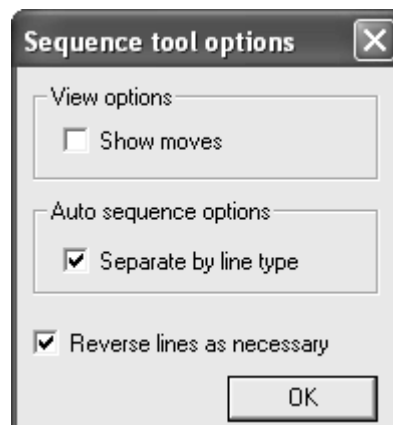 Sequence tool options
View options
Show moves
Auto sequence options
Separate by line type
Reverse lines as necessary
OK